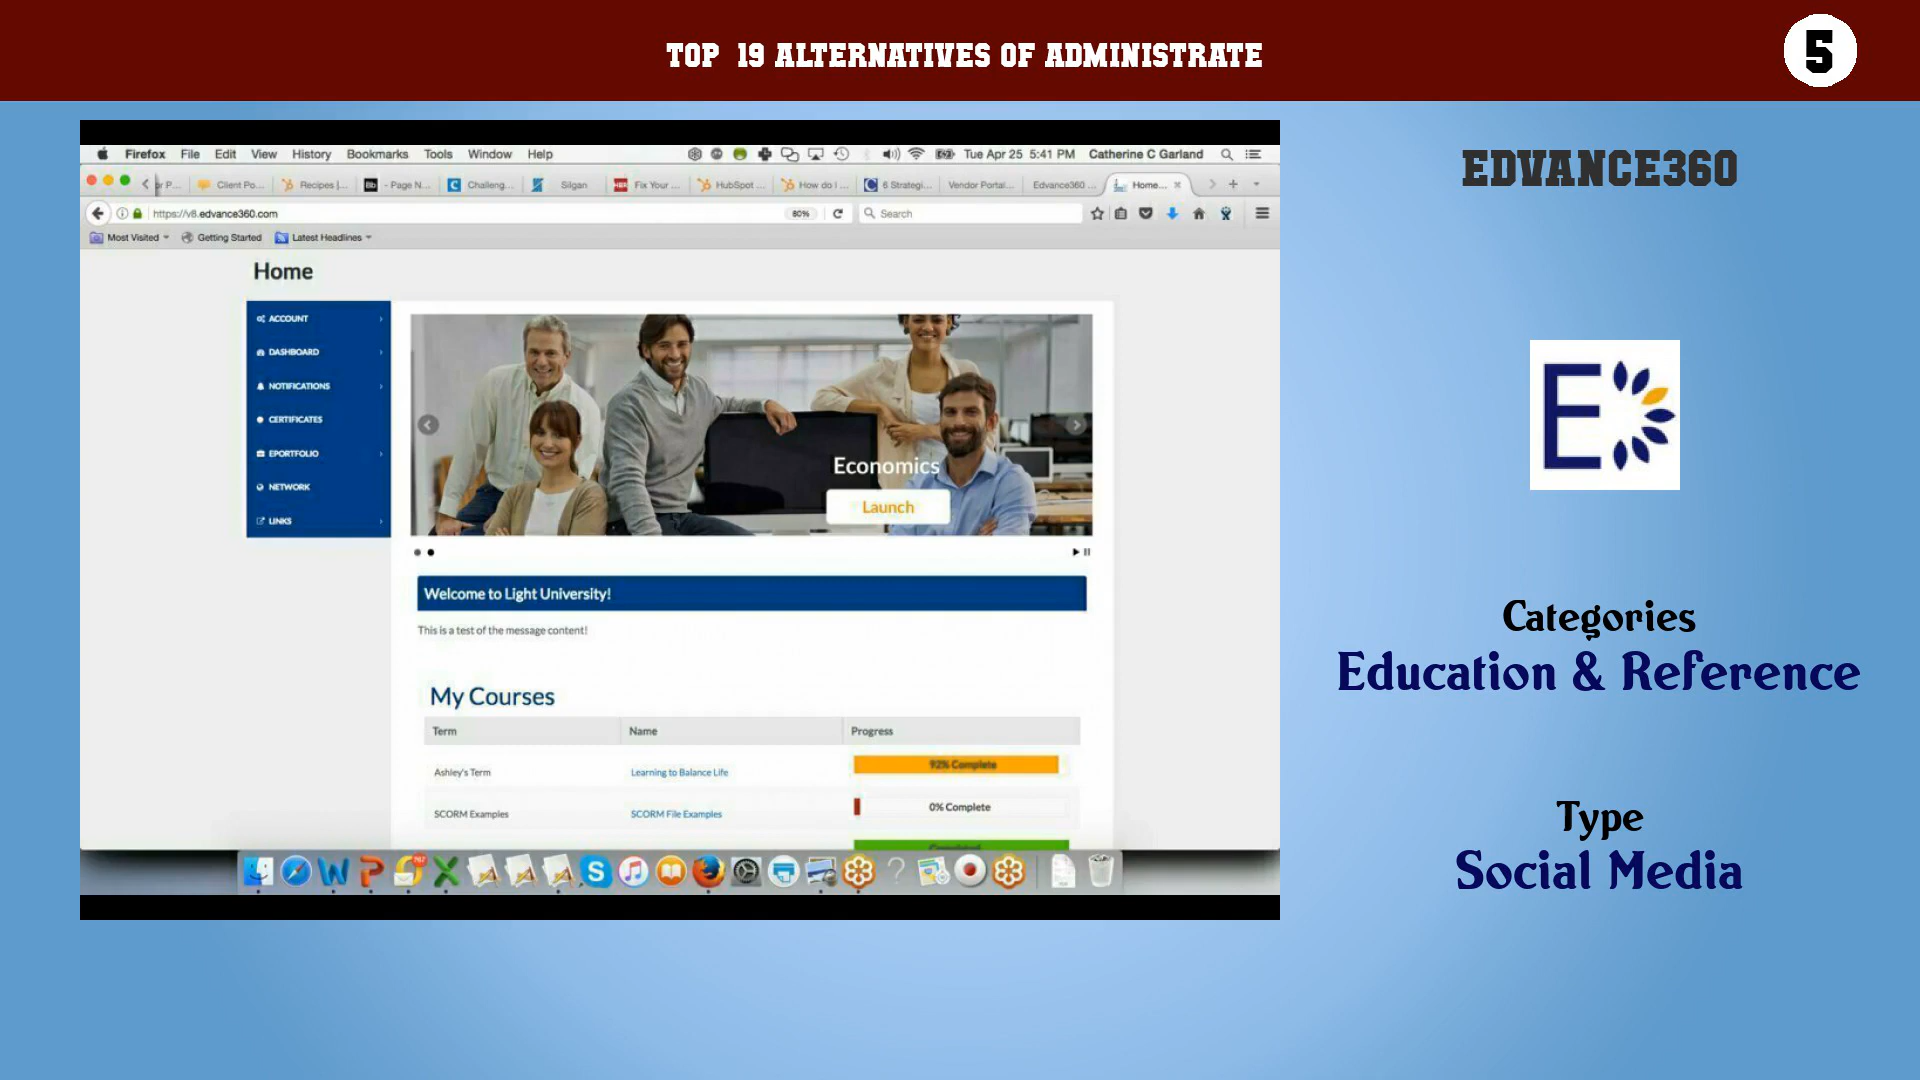 TOP 19 ALTERNATIVES OF ADMINISTRATE
5
Firefox File Edit View History Bookmarks Tools Window Help
Tue Apr 25 5:41 PM Catherine C Garland
Client Po... Recipes |... Bb - Page N... Challeng... Silgan Fix Your ... HubSpot ... How do I ... 6 Strategi... Vendor Portal... Edvance360 ... Home...
https://v8.edvance360.com
80%
Search
Most Visited Getting Started Latest Headlines
Home
ACCOUNT
DASHBOARD
NOTIFICATIONS
CERTIFICATES
EPORTFOLIO
NETWORK
LINKS
Economics
Launch
Welcome to Light University!
This is a test of the message content!
My Courses
Term Name Progress
Ashley's Term Learning to Balance Life 92% Complete
SCORM Examples SCORM File Examples 0% Complete
EDVANCE360
E
Categories
Education & Reference
Type
Social Media